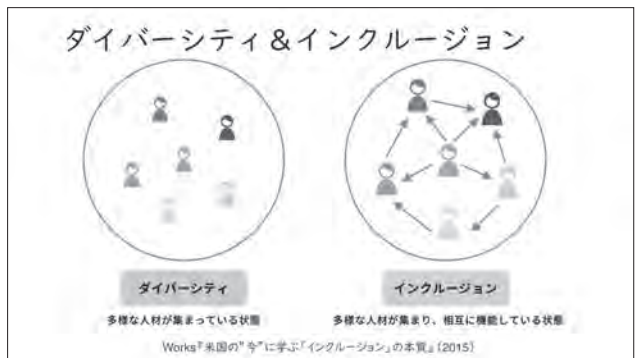 ダイバーシティ＆インクルージョン
ダイバーシティ
多様な人材が集まっている状態
インクルージョン
多様な人材が集まり、相互に機能している状態
Works『米国の"今"に学ぶ「インクルージョン」の本質』（2015）